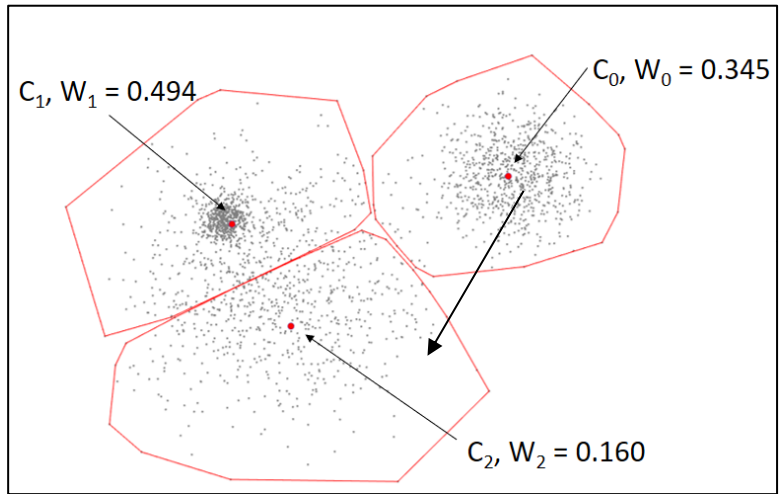 C₀, W₀ = 0.345
C₁, W₁ = 0.494
C₂, W₂ = 0.160